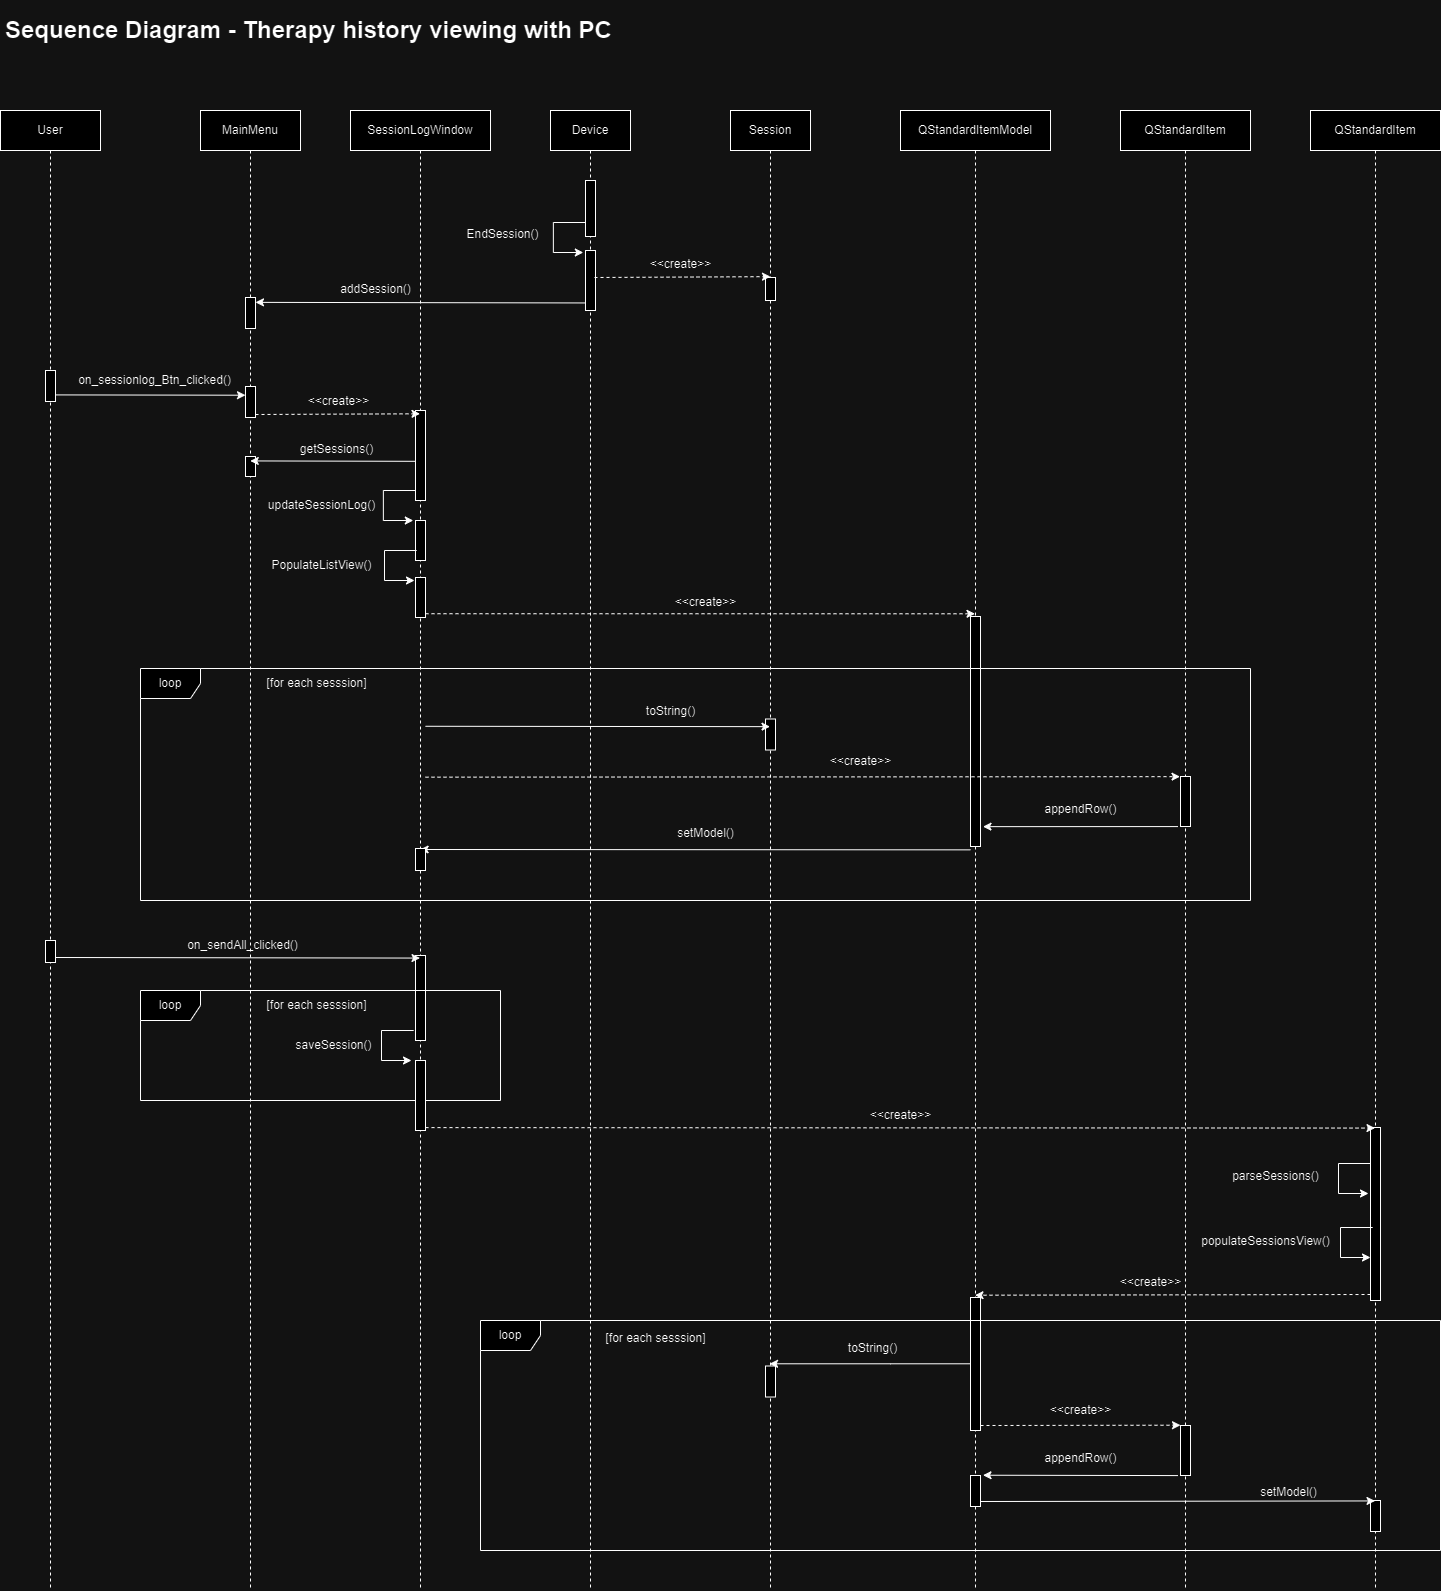 Sequence Diagram - Therapy history viewing with PC
User
MainMenu
SessionLogWindow
Device
Session
QStandardItemModel
QStandardItem
QStandardItem
EndSession()
<<create>>
addSession()
on_sessionlog_Btn_clicked()
<<create>>
getSessions()
updateSessionLog()
PopulateListView()
<<create>>
loop
[for each sesssion]
toString()
<<create>>
appendRow()
setModel()
on_sendAll_clicked()
loop
[for each sesssion]
saveSession()
<<create>>
parseSessions()
populateSessionsView()
<<create>>
loop
[for each sesssion]
toString()
<<create>>
appendRow()
setModel()